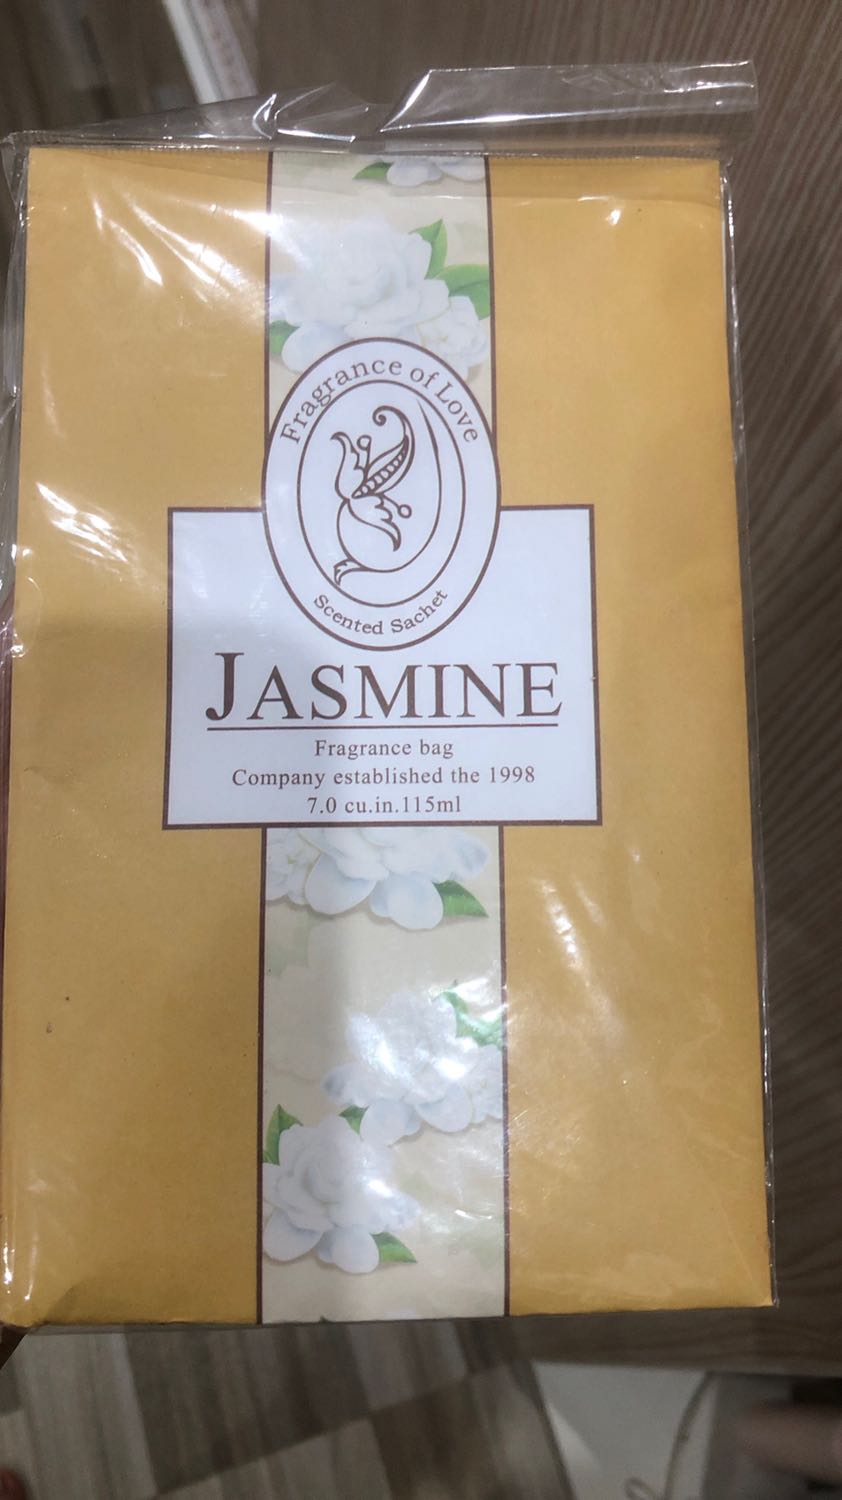 Fragrance of Love
Scented Sachet
JASMINE
Fragrance bag
Company established the 1998
7.0 cu.in.115ml